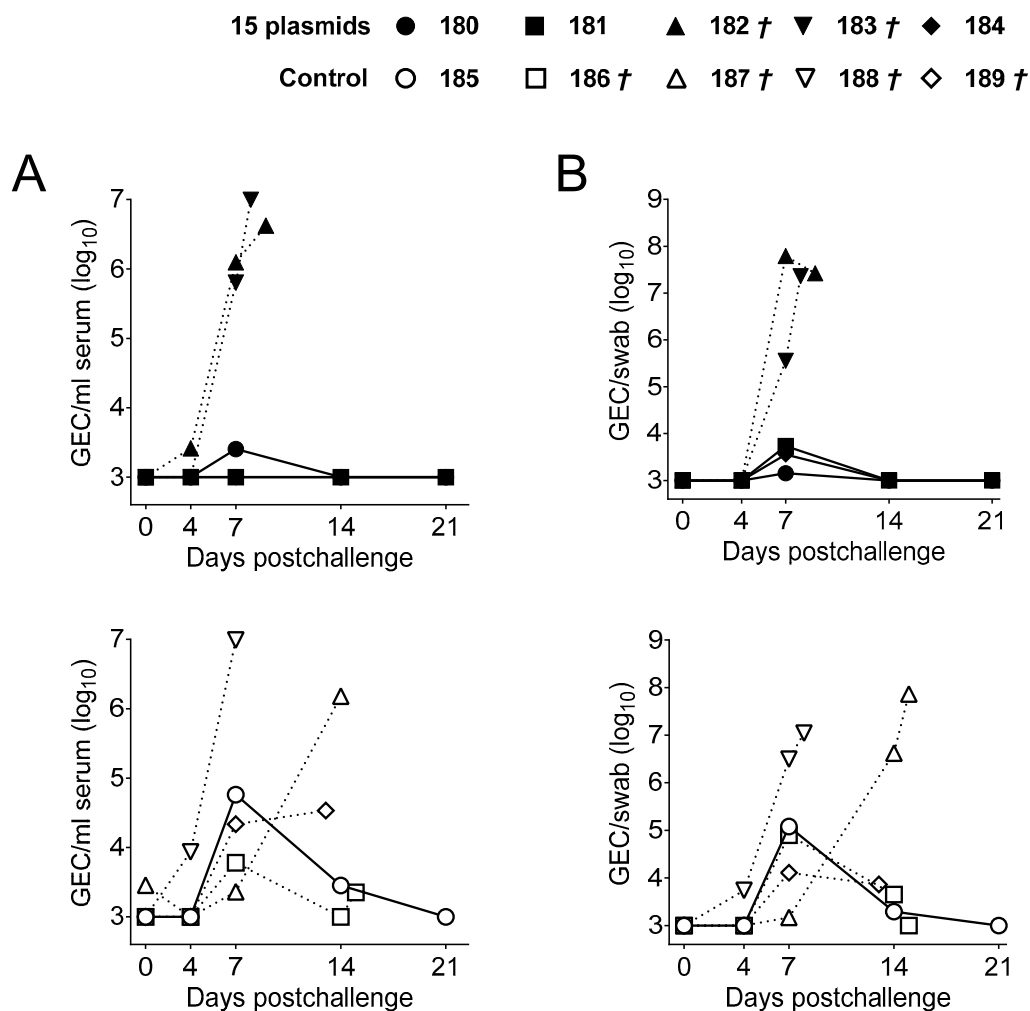 15 plasmids 180 181 182 † 183 † 184
Control 185 186 † 187 † 188 † 189 †
A
GEC/ml serum (log10)
7
6
5
4
3
0 4 7 14 21
Days postchallenge
B
GEC/swab (log10)
9
8
7
6
5
4
3
0 4 7 14 21
Days postchallenge
GEC/ml serum (log10)
7
6
5
4
3
0 4 7 14 21
Days postchallenge
GEC/swab (log10)
9
8
7
6
5
4
3
0 4 7 14 21
Days postchallenge